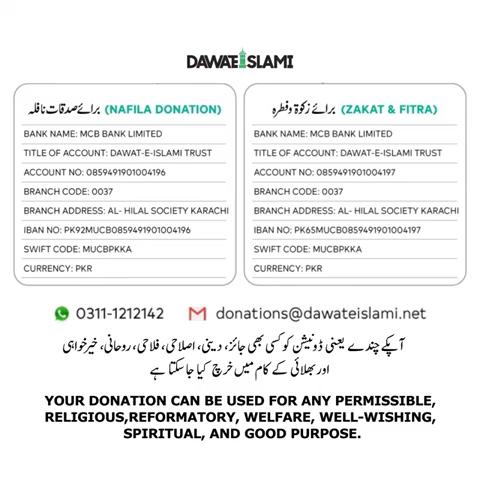 DAWATEISLAMI
برائے صدقات نافلہ (NAFILA DONATION)
BANK NAME: MCB BANK LIMITED
TITLE OF ACCOUNT: DAWAT-E-ISLAMI TRUST
ACCOUNT NO: 0859491901004196
BRANCH CODE: 0037
BRANCH ADDRESS: AL- HILAL SOCIETY KARACHI
IBAN NO: PK92MUCB0859491901004196
SWIFT CODE: MUCBPKKA
CURRENCY: PKR
برائے زکوۃ و فطرہ (ZAKAT & FITRA)
BANK NAME: MCB BANK LIMITED
TITLE OF ACCOUNT: DAWAT-E-ISLAMI TRUST
ACCOUNT NO: 0859491901004197
BRANCH CODE: 0037
BRANCH ADDRESS: AL- HILAL SOCIETY KARACHI
IBAN NO: PK65MUCB0859491901004197
SWIFT CODE: MUCBPKKA
CURRENCY: PKR
0311-1212142
donations@dawateislami.net
آپکے چندے یعنی ڈونیشن کو کسی بھی جائز، دینی، اصلاحی، فلاحی، روحانی، خیرخواہی
اور بھلائی کے کام میں خرچ کیا جا سکتا ہے
YOUR DONATION CAN BE USED FOR ANY PERMISSIBLE,
RELIGIOUS,REFORMATORY, WELFARE, WELL-WISHING,
SPIRITUAL, AND GOOD PURPOSE.